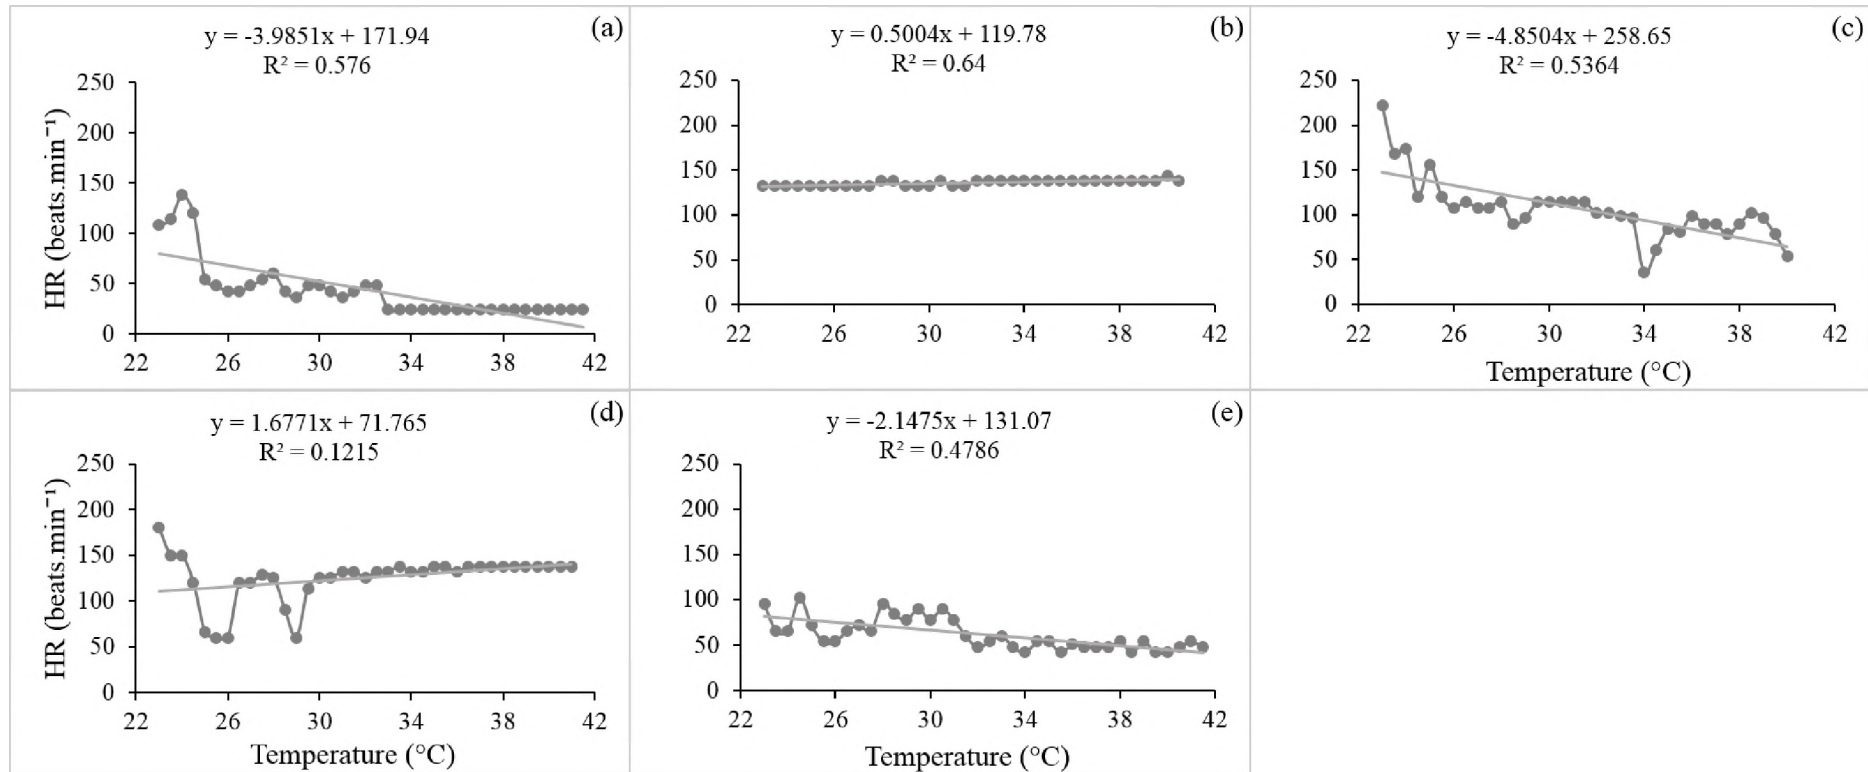 y = -3.9851x + 171.94
R² = 0.576
(a)
HR (beats.min⁻¹)
250
200
150
100
50
0
22 26 30 34 38 42
y = 0.5004x + 119.78
R² = 0.64
(b)
250
200
150
100
50
0
22 26 30 34 38 42
y = -4.8504x + 258.65
R² = 0.5364
(c)
250
200
150
100
50
0
22 26 30 34 38 42
Temperature (°C)
y = 1.6771x + 71.765
R² = 0.1215
(d)
HR (beats.min⁻¹)
250
200
150
100
50
0
22 26 30 34 38 42
Temperature (°C)
y = -2.1475x + 131.07
R² = 0.4786
(e)
250
200
150
100
50
0
22 26 30 34 38 42
Temperature (°C)